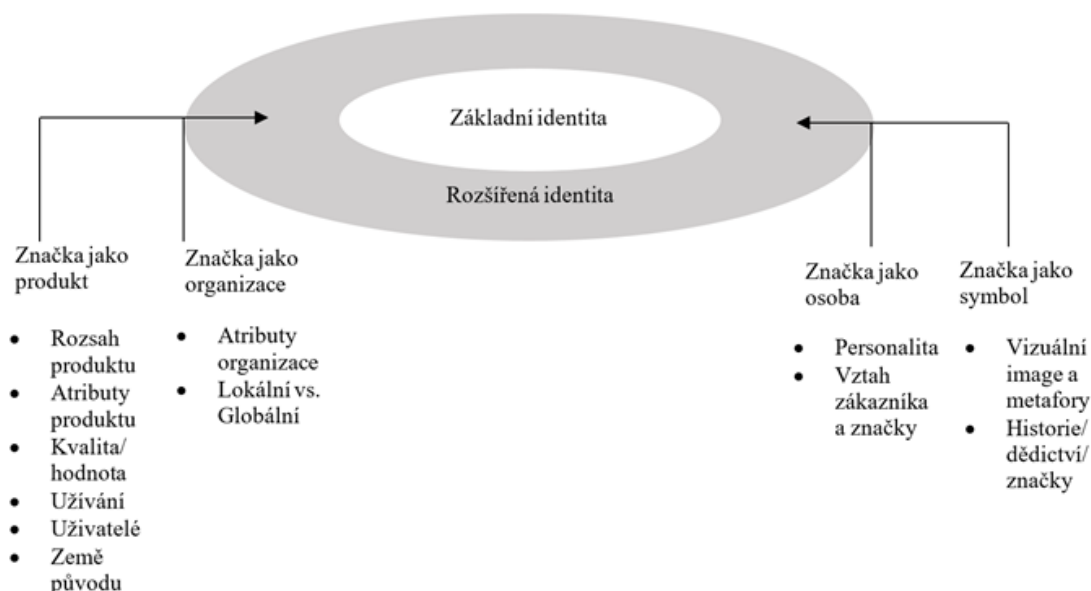 Základní identita
Rozšířená identita
Značka jako
produkt
• Rozsah
produktu
• Atributy
produktu
• Kvalita/
hodnota
• Užívání
• Uživatelé
• Země
původu
Značka jako
organizace
• Atributy
organizace
• Lokální vs.
Globální
Značka jako
osoba
• Personalita
• Vztah
zákazníka
a značky
Značka jako
symbol
• Vizuální
image a
metafory
• Historie/
dědictví/
značky